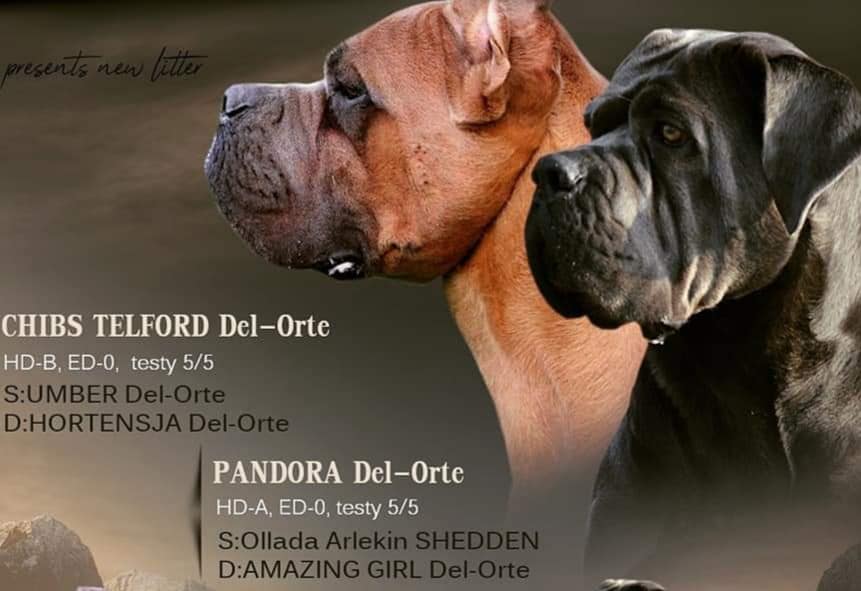 presents new litter
CHIBS TELFORD Del-Orte
HD-B, ED-0, testy 5/5
S:UMBER Del-Orte
D:HORTENSJA Del-Orte
PANDORA Del-Orte
HD-A, ED-0, testy 5/5
S:Ollada Arlekin SHEDDEN
D:AMAZING GIRL Del-Orte